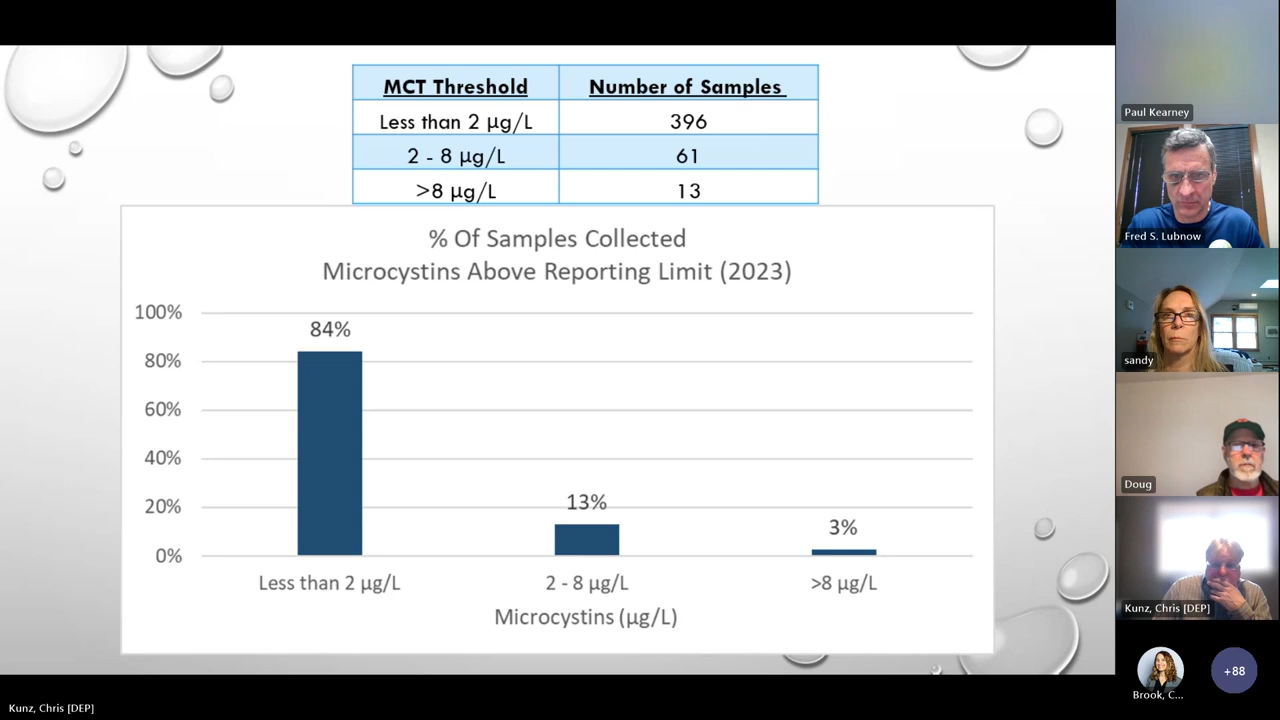 MCT Threshold Number of Samples
Less than 2 µg/L 396
2 - 8 µg/L 61
>8 µg/L 13
% Of Samples Collected
Microcystins Above Reporting Limit (2023)
100%
80%
60%
40%
20%
0%
84%
13%
3%
Less than 2 µg/L 2 - 8 µg/L >8 µg/L
Microcystins (µg/L)
Paul Kearney
Fred S. Lubnow
sandy
Doug
Kunz, Chris [DEP]
Brook, C...
+88
Kunz, Chris [DEP]